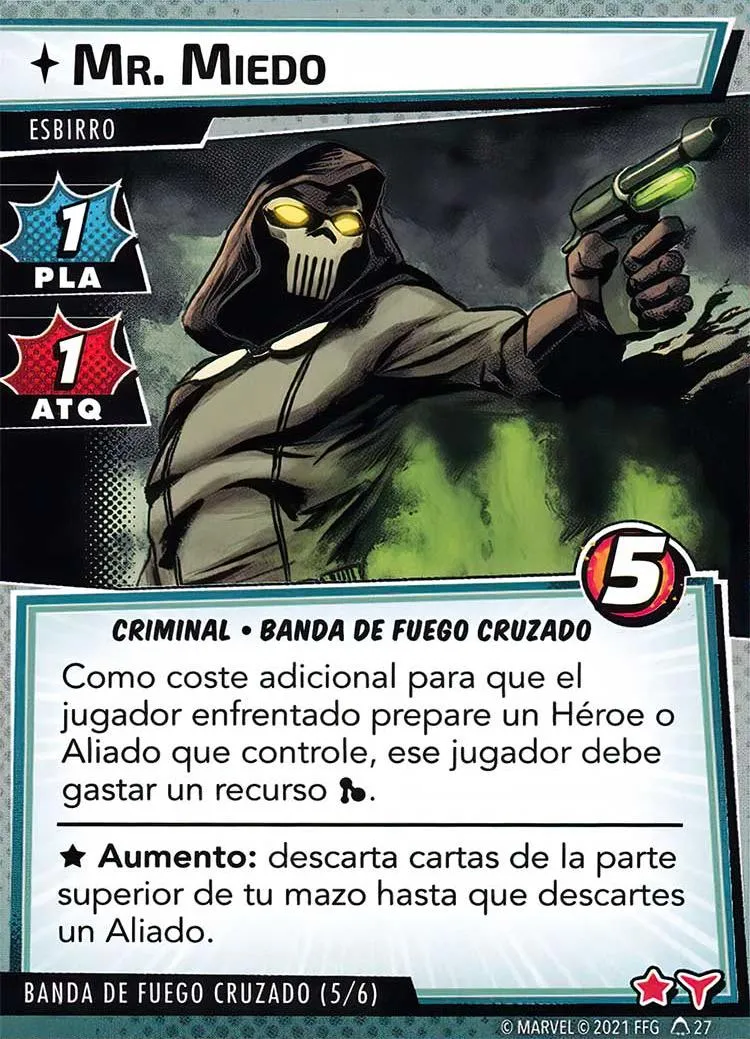 Mr. Miedo
ESBIRRO
1
PLA
1
ATQ
5
CRIMINAL • BANDA DE FUEGO CRUZADO
Como coste adicional para que el
jugador enfrentado prepare un Héroe o
Aliado que controle, ese jugador debe
gastar un recurso .
★ Aumento: descarta cartas de la parte
superior de tu mazo hasta que descartes
un Aliado.
BANDA DE FUEGO CRUZADO (5/6)
© MARVEL © 2021 FFG 27